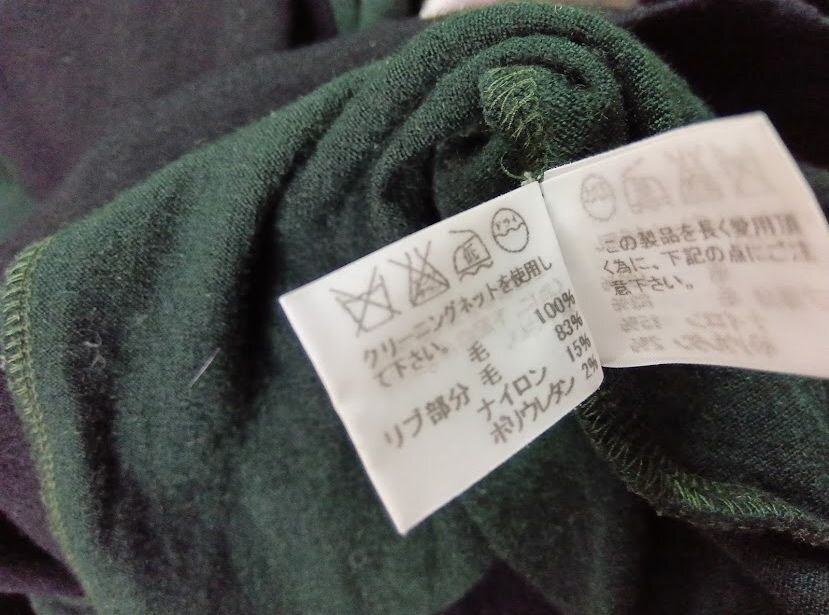 低
ドライ
クリーニングネットを使用し
て下さい。
毛 100%
リブ部分 毛 83%
ナイロン 15%
ポリウレタン 2%
この製品を長く愛用頂
く為に、下記の点にご注
意下さい。